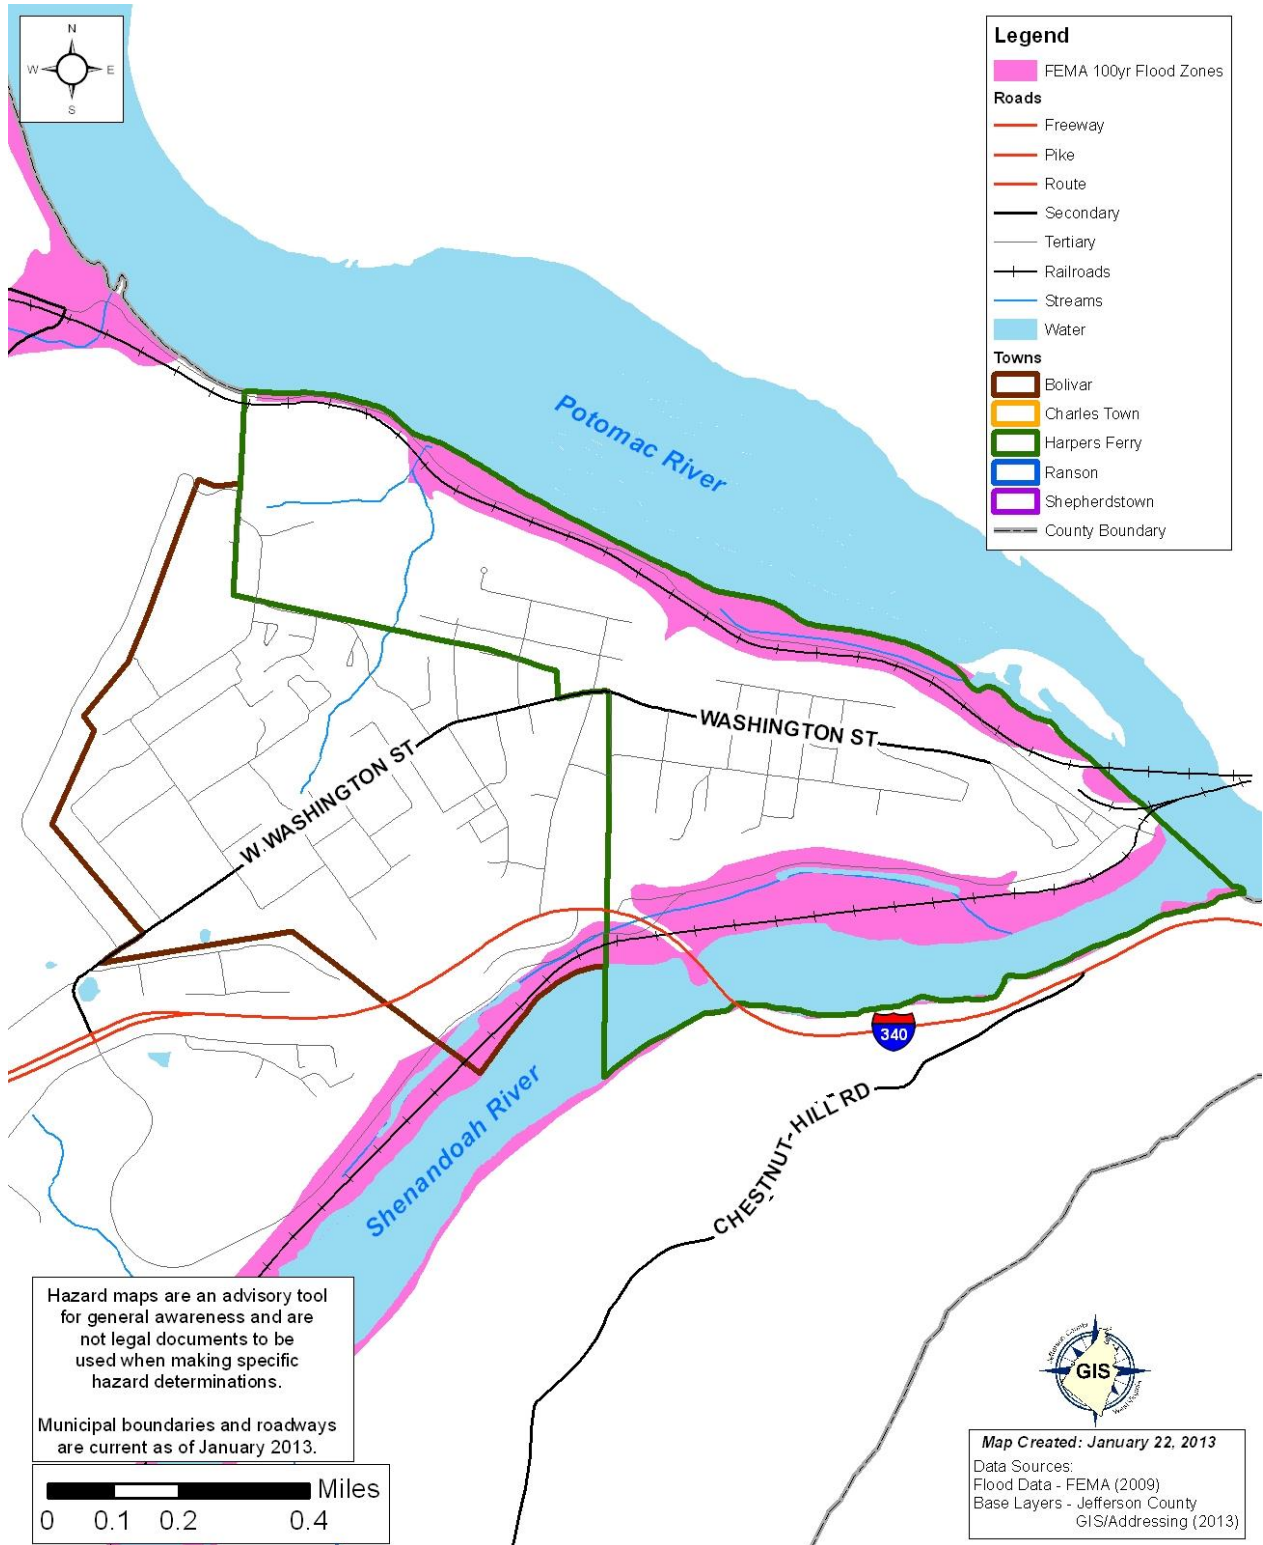 N
W E
S
Legend
FEMA 100yr Flood Zones
Roads
Freeway
Pike
Route
Secondary
Tertiary
Railroads
Streams
Water
Towns
Bolivar
Charles Town
Harpers Ferry
Ranson
Shepherdstown
County Boundary
Potomac River
WASHINGTON ST
W. WASHINGTON ST
340
Shenandoah River
CHESTNUT-HILL RD
Hazard maps are an advisory tool
for general awareness and are
not legal documents to be
used when making specific
hazard determinations.
Municipal boundaries and roadways
are current as of January 2013.
Miles
0 0.1 0.2 0.4
Jefferson County
GIS
West Virginia
Map Created: January 22, 2013
Data Sources:
Flood Data - FEMA (2009)
Base Layers - Jefferson County
GIS/Addressing (2013)